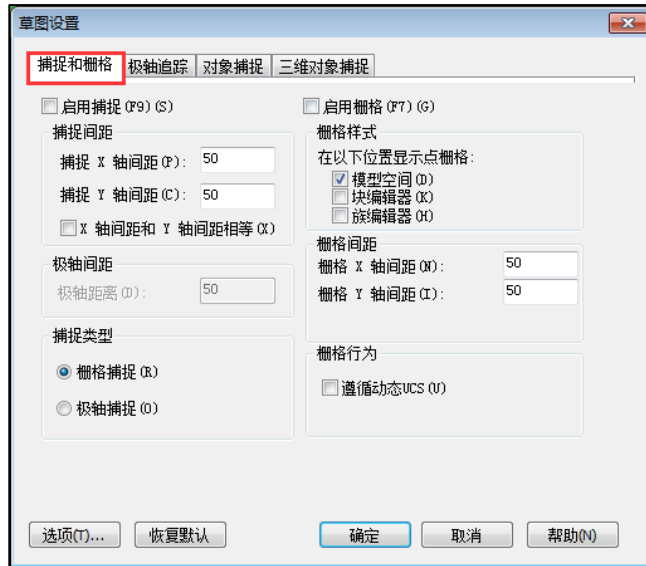 草图设置
捕捉和栅格 极轴追踪 对象捕捉 三维对象捕捉
启用捕捉(F9)(S)
捕捉间距
捕捉 X 轴间距(P): 50
捕捉 Y 轴间距(C): 50
X 轴间距和 Y 轴间距相等(X)
极轴间距
极轴距离(D): 50
捕捉类型
栅格捕捉(R)
极轴捕捉(O)
启用栅格(F7)(G)
栅格样式
在以下位置显示点栅格:
模型空间(D)
块编辑器(K)
族编辑器(H)
栅格间距
栅格 X 轴间距(N): 50
栅格 Y 轴间距(I): 50
栅格行为
遵循动态UCS(U)
选项(T)... 恢复默认 确定 取消 帮助(N)